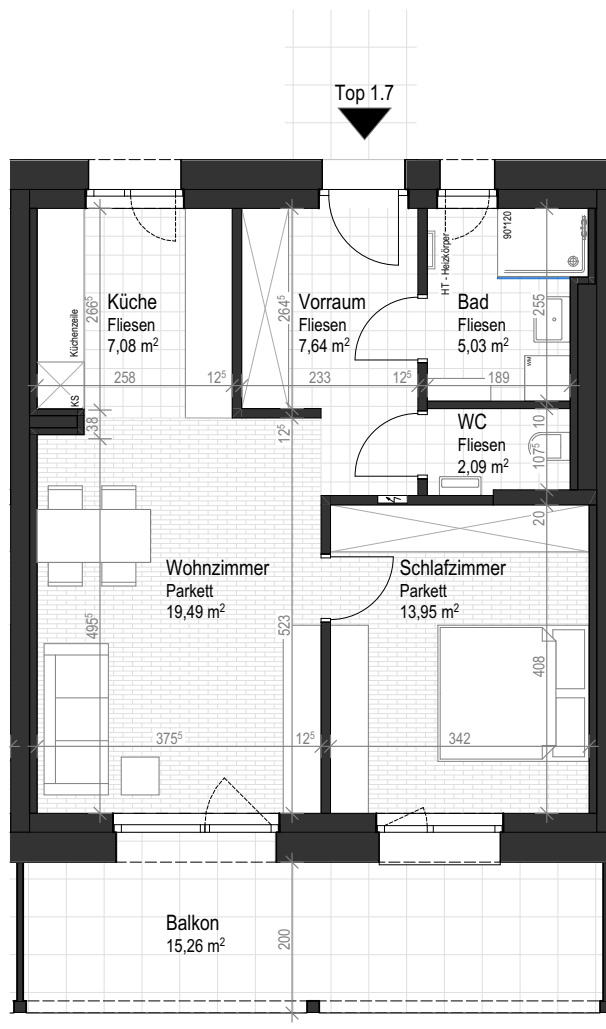 Top 1.7
Küche
Fliesen
7,08 m²
Vorraum
Fliesen
7,64 m²
HT - Heizkörper
90*120
Bad
Fliesen
5,03 m²
WM
255
266⁵
264⁵
Küchenzeile
KS
258
12⁵
233
12⁵
189
38
12⁵
WC
Fliesen
2,09 m²
10
107⁵
20
Wohnzimmer
Parkett
19,49 m²
Schlafzimmer
Parkett
13,95 m²
495⁵
523
408
375⁵
12⁵
342
Balkon
15,26 m²
200